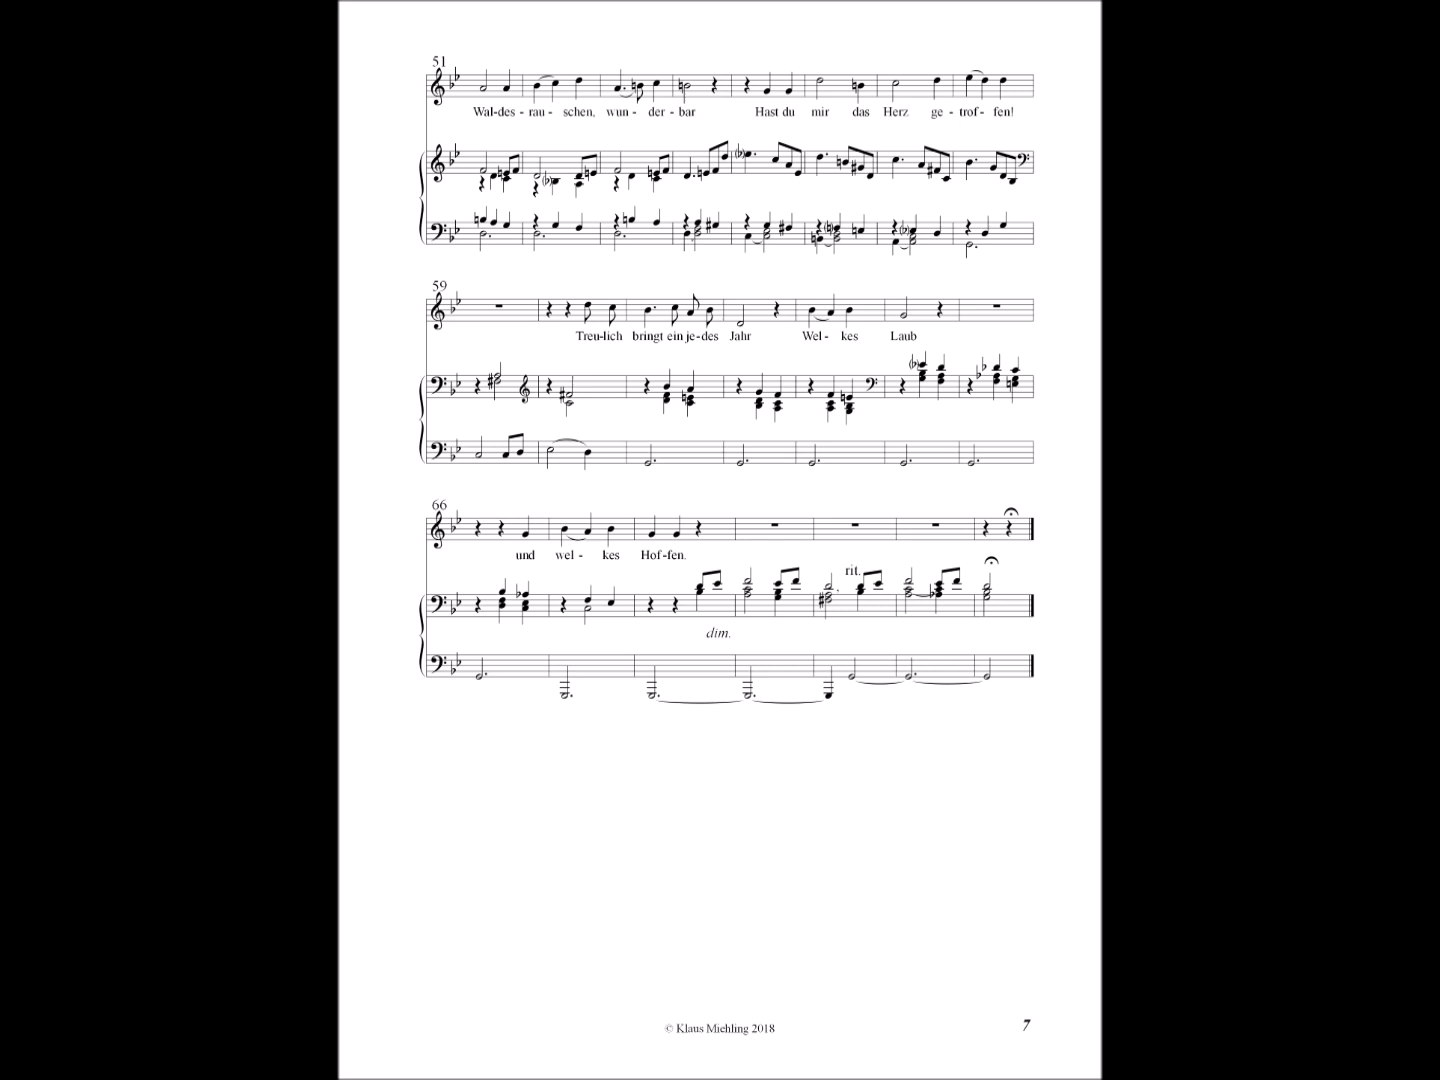 51
Wal-des - rau - schen, wun - der - bar Hast du mir das Herz ge - trof - fen!
59
Treu-lich bringt ein je-des Jahr Wel - kes Laub
66
und wel - kes Hof-fen.
rit.
dim.
© Klaus Miehling 2018
7